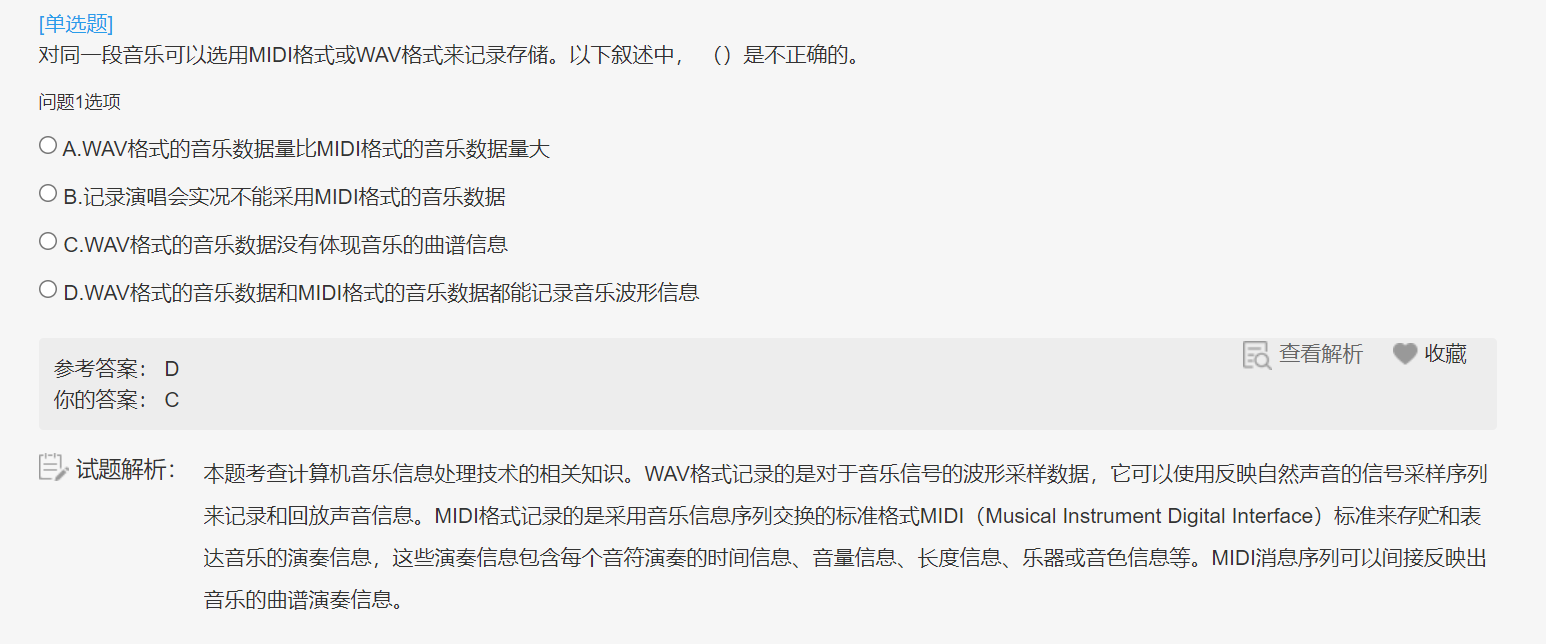 [单选题]
对同一段音乐可以选用MIDI格式或WAV格式来记录存储。以下叙述中，（）是不正确的。
问题1选项
A.WAV格式的音乐数据量比MIDI格式的音乐数据量大
B.记录演唱会实况不能采用MIDI格式的音乐数据
C.WAV格式的音乐数据没有体现音乐的曲谱信息
D.WAV格式的音乐数据和MIDI格式的音乐数据都能记录音乐波形信息
查看解析 收藏
参考答案： D
你的答案： C
试题解析： 本题考查计算机音乐信息处理技术的相关知识。WAV格式记录的是对于音乐信号的波形采样数据，它可以使用反映自然声音的信号采样序列
来记录和回放声音信息。MIDI格式记录的是采用音乐信息序列交换的标准格式MIDI（Musical Instrument Digital Interface）标准来存贮和表
达音乐的演奏信息，这些演奏信息包含每个音符演奏的时间信息、音量信息、长度信息、乐器或音色信息等。MIDI消息序列可以间接反映出
音乐的曲谱演奏信息。